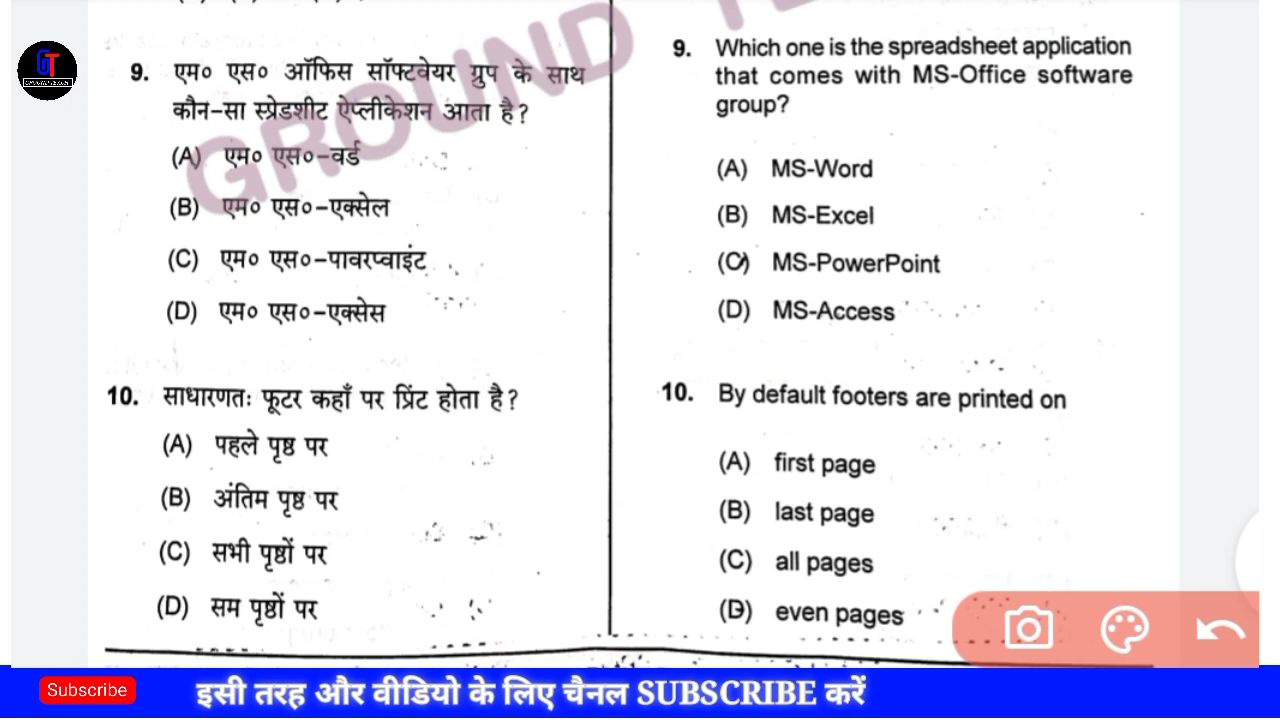 GROUND
GT
9. एम० एस० ऑफिस सॉफ्टवेयर ग्रुप के साथ
कौन-सा स्प्रेडशीट ऐप्लीकेशन आता है?
(A) एम० एस०-वर्ड
(B) एम० एस०-एक्सेल
(C) एम० एस०-पावरप्वाइंट
(D) एम० एस०-एक्सेस
10. साधारणतः फूटर कहाँ पर प्रिंट होता है?
(A) पहले पृष्ठ पर
(B) अंतिम पृष्ठ पर
(C) सभी पृष्ठों पर
(D) सम पृष्ठों पर
9. Which one is the spreadsheet application
that comes with MS-Office software
group?
(A) MS-Word
(B) MS-Excel
(C) MS-PowerPoint
(D) MS-Access
10. By default footers are printed on
(A) first page
(B) last page
(C) all pages
(D) even pages
Subscribe
इसी तरह और वीडियो के लिए चैनल SUBSCRIBE करें